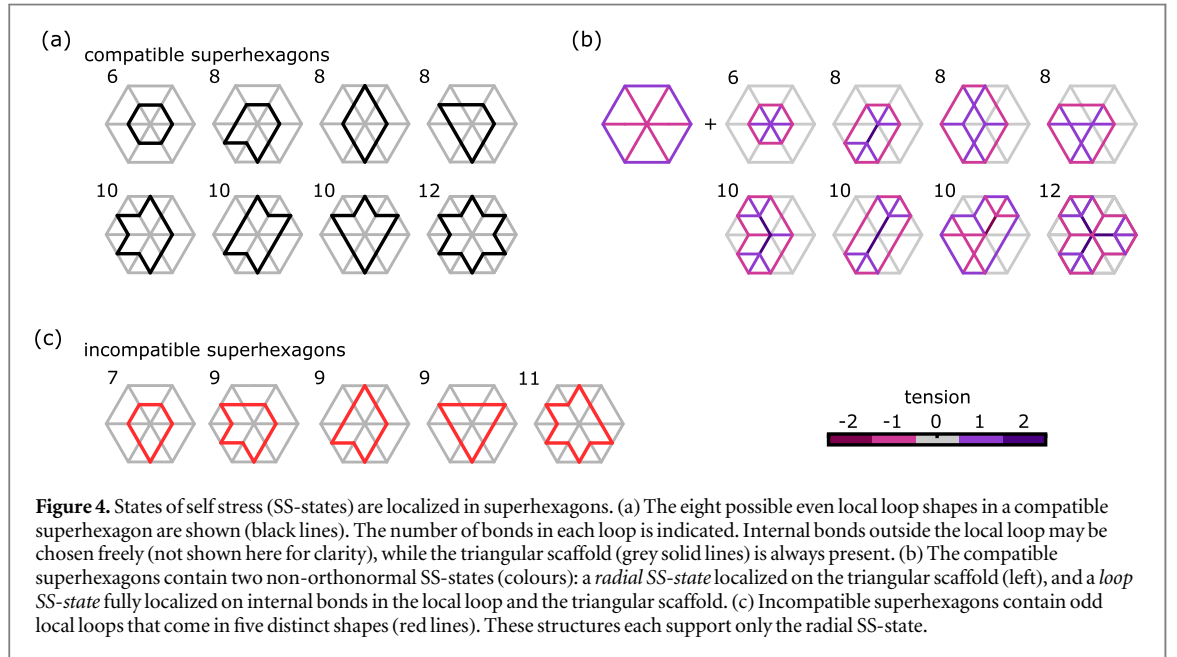 (a)
compatible superhexagons
6 8 8 8
10 10 10 12
(b)
+ 6 8 8 8
10 10 10 12
(c)
incompatible superhexagons
7 9 9 9 11
tension
-2 -1 0 1 2
Figure 4. States of self stress (SS-states) are localized in superhexagons. (a) The eight possible even local loop shapes in a compatible
superhexagon are shown (black lines). The number of bonds in each loop is indicated. Internal bonds outside the local loop may be
chosen freely (not shown here for clarity), while the triangular scaffold (grey solid lines) is always present. (b) The compatible
superhexagons contain two non-orthonormal SS-states (colours): a radial SS-state localized on the triangular scaffold (left), and a loop
SS-state fully localized on internal bonds in the local loop and the triangular scaffold. (c) Incompatible superhexagons contain odd
local loops that come in five distinct shapes (red lines). These structures each support only the radial SS-state.